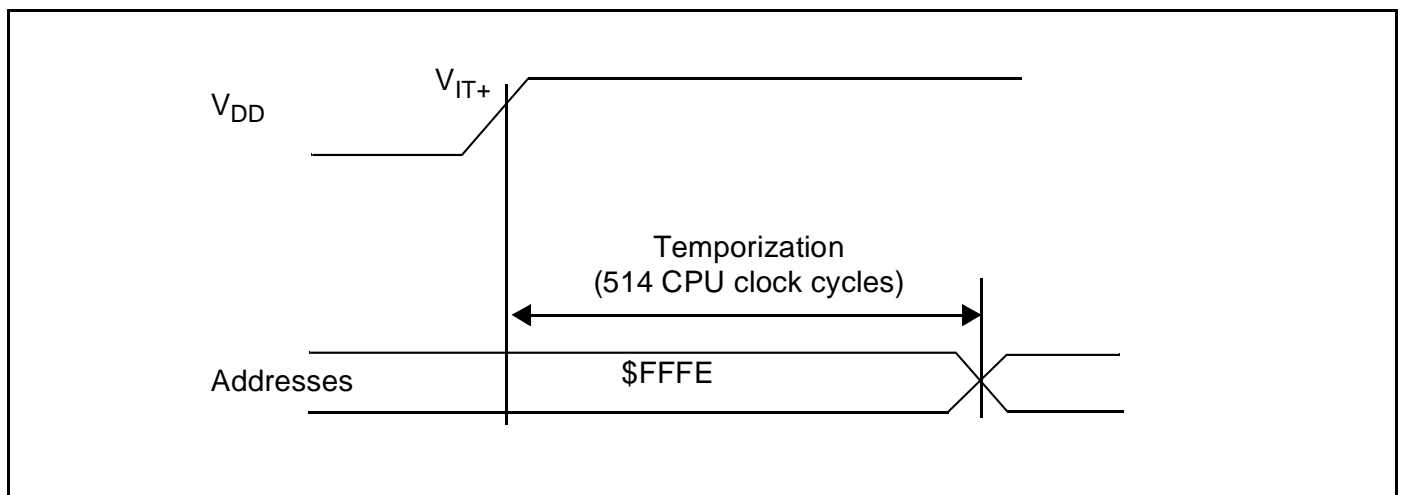 V_IT+
V_DD
Temporization
(514 CPU clock cycles)
$FFFE
Addresses